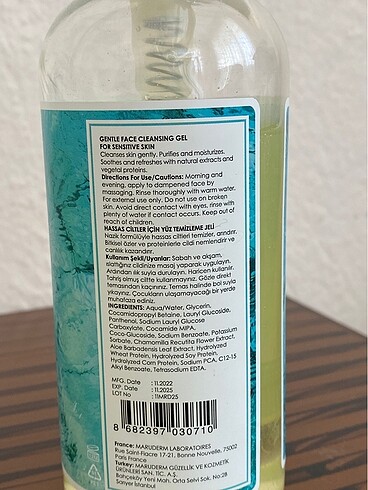 GENTLE FACE CLEANSING GEL
FOR SENSITIVE SKIN
Cleanses skin gently. Purifies and moisturizes.
Soothes and refreshes with natural extracts and
vegetal proteins.
Directions For Use/Cautions: Morning and
evening, apply to dampened face by
massaging. Rinse thoroughly with warm water.
For external use only. Do not use on broken
skin. Avoid direct contact with eyes, rinse with
plenty of water if contact occurs. Keep out of
reach of children.
HASSAS CİLTLER İÇİN YÜZ TEMİZLEME JELİ
Nazik formülüyle hassas ciltleri temizler, arındırır.
Bitkisel özler ve proteinlerle cildi nemlendirir ve
canlılık kazandırır.
Kullanım Şekli/Uyarılar: Sabah ve akşam,
ıslattığınız cildinize masaj yaparak uygulayın.
Ardından ılık suyla durulayın. Haricen kullanılır.
Tahriş olmuş ciltte kullanmayınız. Göze direkt
temasından kaçınınız. Temas halinde bol suyla
yıkayınız. Çocukların ulaşamayacağı bir yerde
muhafaza ediniz.
INGREDIENTS: Aqua/Water, Glycerin,
Cocamidopropyl Betaine, Lauryl Glucoside,
Panthenol, Sodium Lauryl Glucose
Carboxylate, Cocamide MIPA,
Coco-Glucoside, Sodium Benzoate, Potassium
Sorbate, Chamomilla Recutita Flower Extract,
Aloe Barbadensis Leaf Extract, Hydrolyzed
Wheat Protein, Hydrolyzed Soy Protein,
Hydrolyzed Corn Protein, Sodium PCA, C12-15
Alkyl Benzoate, Tetrasodium EDTA.
MFG. DATE : 11.2022
EXP. DATE : 11.2025
LOT No : 11MRD25
8 682397 030710
France: MARUDERM LABORATOIRES
Rue Saint-Fiacre 17-21, Bonne Nouvelle, 75002
Paris France
Turkey: MARUDERM GÜZELLİK VE KOZMETİK
ÜRÜNLERİ SAN. TİC. A.Ş.
Bahçeköy Yeni Mah. Orta Selvi Sok. No:28
Sarıyer İstanbul